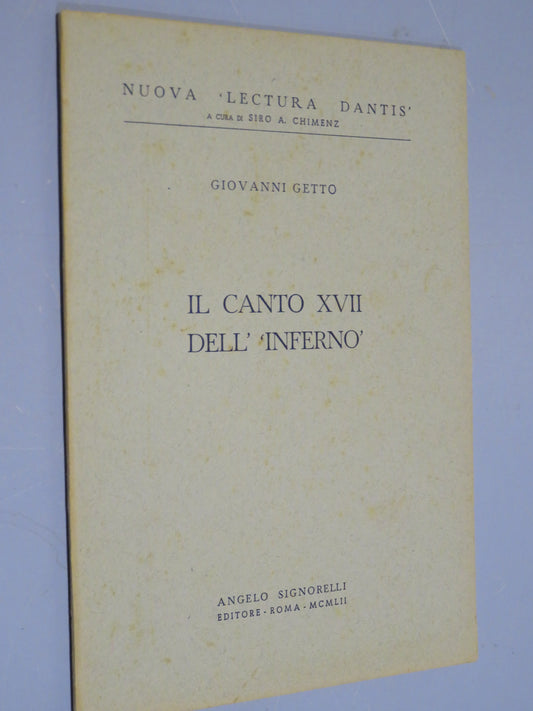 NUOVA 'LECTURA DANTIS'
A CURA DI SIRO A. CHIMENZ
GIOVANNI GETTO
IL CANTO XVII
DELL' 'INFERNO'
ANGELO SIGNORELLI
EDITORE - ROMA - MCMLII